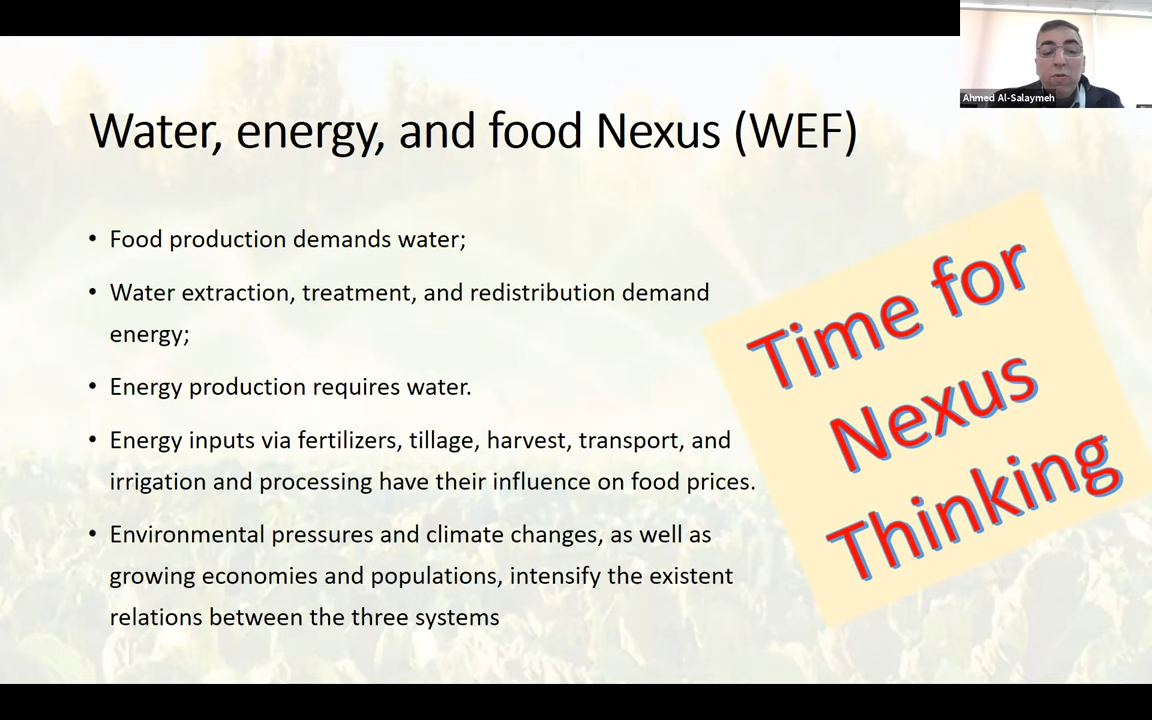 Ahmed Al-Salaymeh
Water, energy, and food Nexus (WEF)
• Food production demands water;
• Water extraction, treatment, and redistribution demand
energy;
• Energy production requires water.
• Energy inputs via fertilizers, tillage, harvest, transport, and
irrigation and processing have their influence on food prices.
• Environmental pressures and climate changes, as well as
growing economies and populations, intensify the existent
relations between the three systems
Time for
Nexus
Thinking